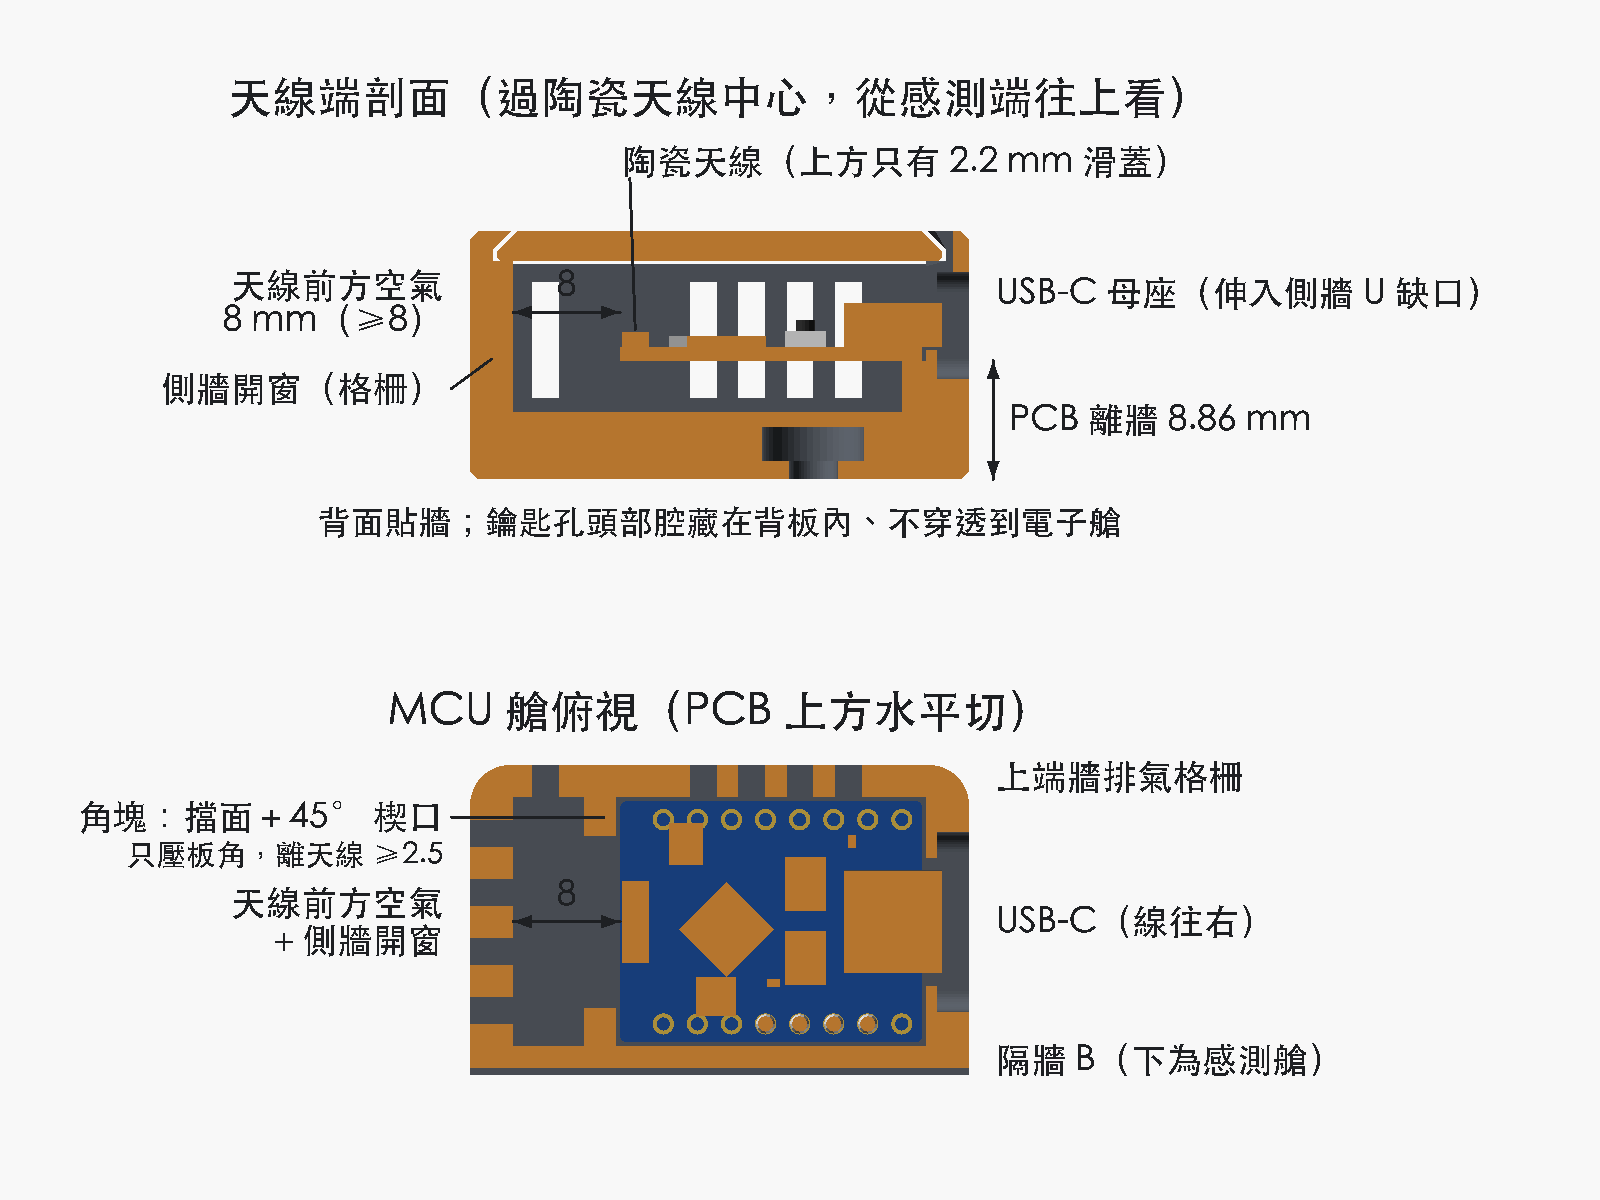 天線端剖面（過陶瓷天線中心，從感測端往上看）
陶瓷天線（上方只有 2.2 mm 滑蓋）
天線前方空氣
8 mm（≥8）
8
USB-C 母座（伸入側牆 U 缺口）
側牆開窗（格柵）
PCB 離牆 8.86 mm
背面貼牆；鑰匙孔頭部腔藏在背板內、不穿透到電子艙
MCU 艙俯視（PCB 上方水平切）
上端牆排氣格柵
角塊：擋面＋45° 楔口
只壓板角，離天線 ≥2.5
天線前方空氣
＋側牆開窗
8
USB-C（線往右）
隔牆 B（下為感測艙）